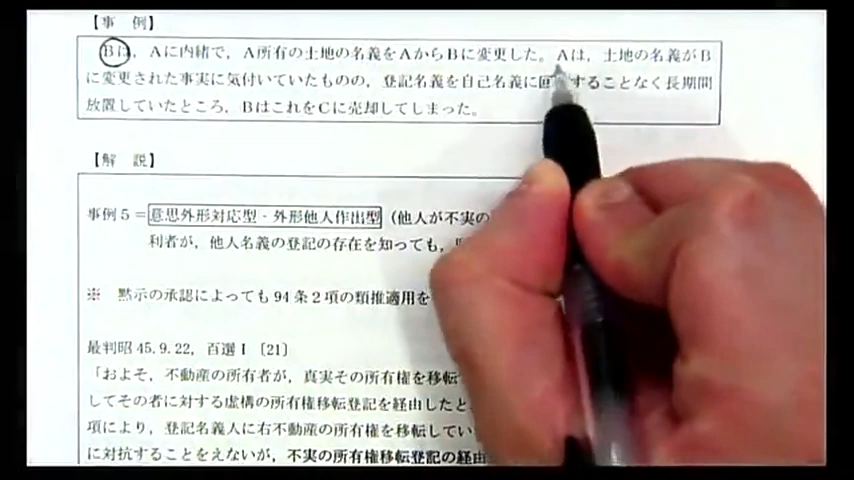 【事 例】
Bは，Aに内緒で，A所有の土地の名義をAからBに変更した。Aは，土地の名義がB
に変更された事実に気付いていたものの，登記名義を自己名義に回することなく長期間
放置していたところ，BはこれをCに売却してしまった。
【解 説】
事例5＝意思外形対応型‐外形他人作出型（他人が不実の
利者が，他人名義の登記の存在を知っても，
※ 黙示の承認によっても94条2項の類推適用を
最判昭45.9.22，百選Ⅰ〔21〕
「およそ，不動産の所有者が，真実その所有権を移転
してその者に対する虚構の所有権移転登記を経由したと
項により，登記名義人に右不動産の所有権を移転してい
に対抗することをえないが，不実の所有権移転登記の経由